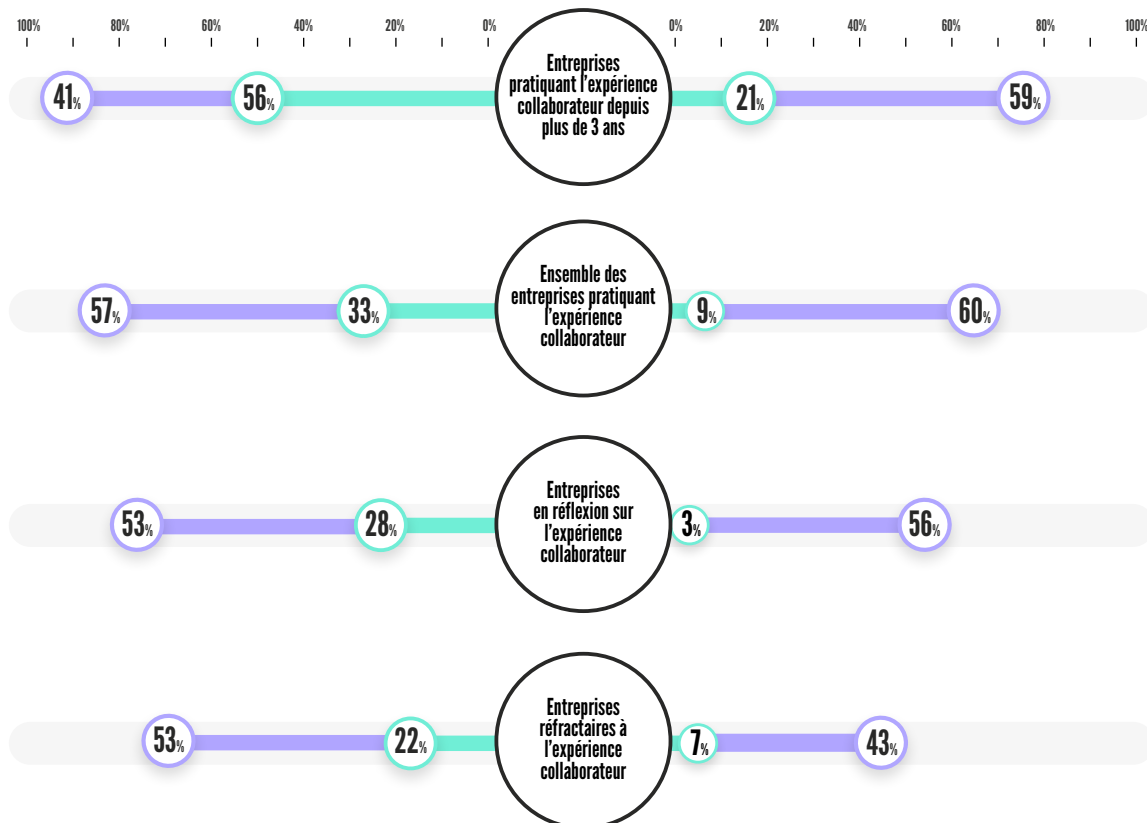 100% 80% 60% 40% 20% 0% 0% 20% 40% 60% 80% 100%
Entreprises
pratiquant l'expérience
collaborateur depuis
plus de 3 ans
41% 56% 21% 59%
Ensemble des
entreprises pratiquant
l'expérience
collaborateur
57% 33% 9% 60%
Entreprises
en réflexion sur
l'expérience
collaborateur
53% 28% 3% 56%
Entreprises
réfractaires à
l'expérience
collaborateur
53% 22% 7% 43%